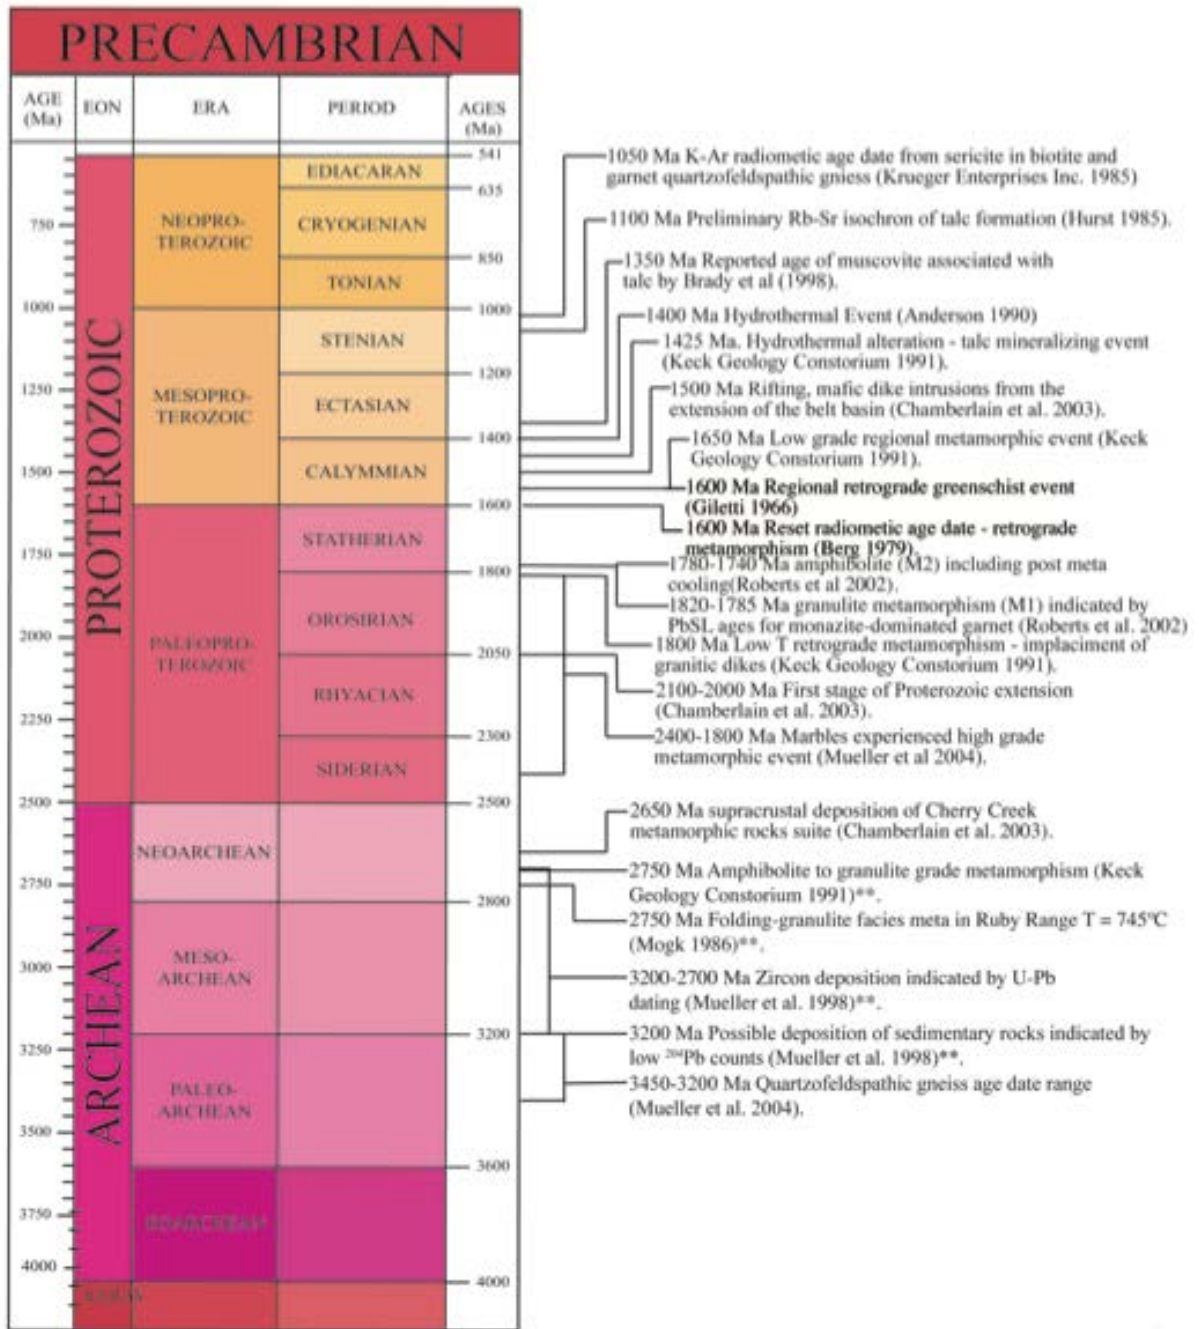 PRECAMBRIAN
AGE
(Ma)
EON
ERA
PERIOD
AGES
(Ma)
750
1000
1250
1500
1750
2000
2250
2500
2750
3000
3250
3500
3750
4000
PROTEROZOIC
ARCHEAN
NEOPRO-
TEROZOIC
MESOPRO-
TEROZOIC
PALEOPRO-
TEROZOIC
NEOARCHEAN
MESO-
ARCHEAN
PALEO-
ARCHEAN
EOARCHEAN
EDIACARAN
CRYOGENIAN
TONIAN
STENIAN
ECTASIAN
CALYMMIAN
STATHERIAN
OROSIRIAN
RHYACIAN
SIDERIAN
541
635
850
1000
1200
1400
1600
1800
2050
2300
2500
2800
3200
3600
4000
1050 Ma K-Ar radiometic age date from sericite in biotite and
garnet quartzofeldspathic gniess (Krueger Enterprises Inc. 1985)
1100 Ma Preliminary Rb-Sr isochron of talc formation (Hurst 1985).
1350 Ma Reported age of muscovite associated with
talc by Brady et al (1998).
1400 Ma Hydrothermal Event (Anderson 1990)
1425 Ma. Hydrothermal alteration - talc mineralizing event
(Keck Geology Constorium 1991).
1500 Ma Rifting, mafic dike intrusions from the
extension of the belt basin (Chamberlain et al. 2003).
1650 Ma Low grade regional metamorphic event (Keck
Geology Constorium 1991).
1600 Ma Regional retrograde greenschist event
(Giletti 1966)
1600 Ma Reset radiometic age date - retrograde
metamorphism (Berg 1979).
1780-1740 Ma amphibolite (M2) including post meta
cooling(Roberts et al 2002).
1820-1785 Ma granulite metamorphism (M1) indicated by
PbSL ages for monazite-dominated garnet (Roberts et al. 2002)
1800 Ma Low T retrograde metamorphism - implaciment of
granitic dikes (Keck Geology Constorium 1991).
2100-2000 Ma First stage of Proterozoic extension
(Chamberlain et al. 2003).
2400-1800 Ma Marbles experienced high grade
metamorphic event (Mueller et al 2004).
2650 Ma supracrustal deposition of Cherry Creek
metamorphic rocks suite (Chamberlain et al. 2003).
2750 Ma Amphibolite to granulite grade metamorphism (Keck
Geology Constorium 1991)**.
2750 Ma Folding-granulite facies meta in Ruby Range T = 745ºC
(Mogk 1986)**.
3200-2700 Ma Zircon deposition indicated by U-Pb
dating (Mueller et al. 1998)**.
3200 Ma Possible deposition of sedimentary rocks indicated by
low ²⁰⁴Pb counts (Mueller et al. 1998)**.
3450-3200 Ma Quartzofeldspathic gneiss age date range
(Mueller et al. 2004).